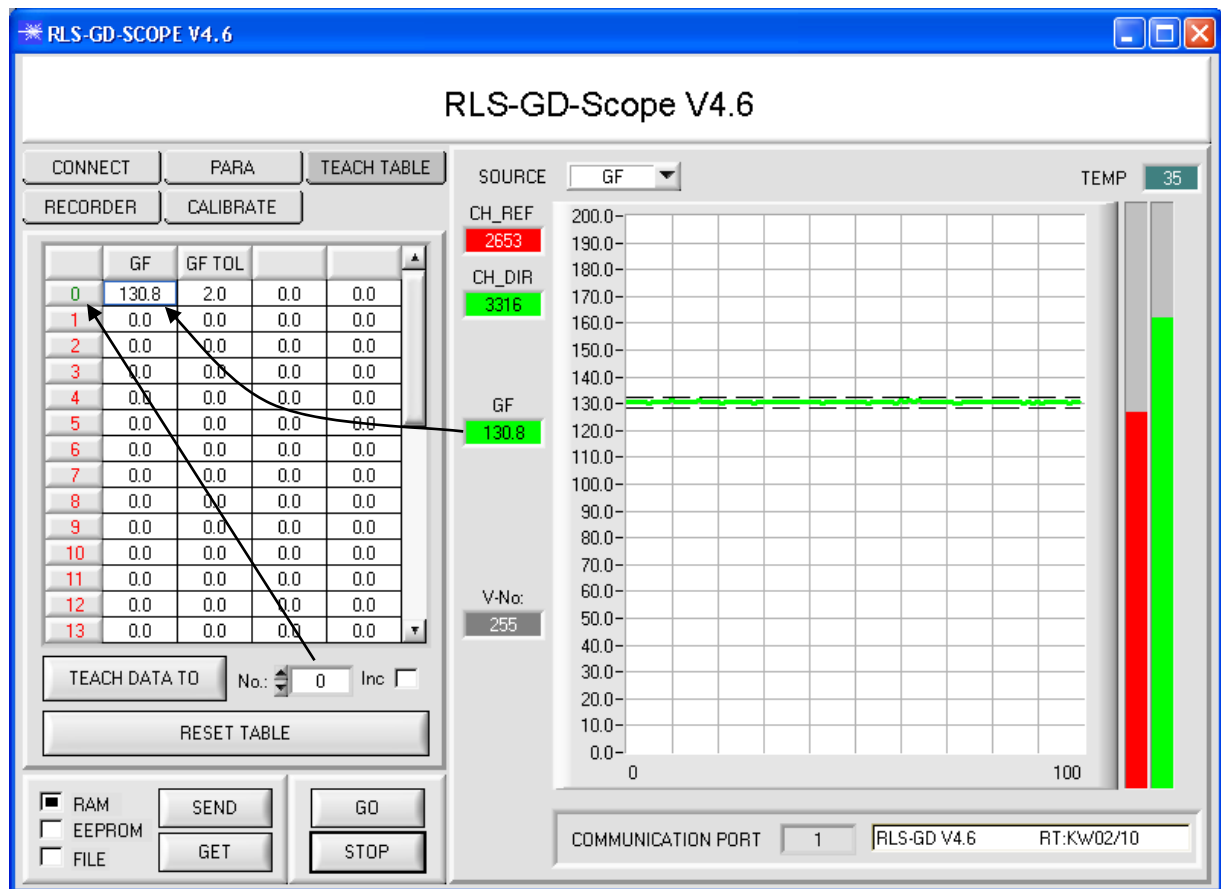 RLS-GD-SCOPE V4.6
RLS-GD-Scope V4.6
CONNECT PARA TEACH TABLE
RECORDER CALIBRATE
GF GF TOL
0 130.8 2.0 0.0 0.0
1 0.0 0.0 0.0 0.0
2 0.0 0.0 0.0 0.0
3 0.0 0.0 0.0 0.0
4 0.0 0.0 0.0 0.0
5 0.0 0.0 0.0 0.0
6 0.0 0.0 0.0 0.0
7 0.0 0.0 0.0 0.0
8 0.0 0.0 0.0 0.0
9 0.0 0.0 0.0 0.0
10 0.0 0.0 0.0 0.0
11 0.0 0.0 0.0 0.0
12 0.0 0.0 0.0 0.0
13 0.0 0.0 0.0 0.0
TEACH DATA TO No.: 0 Inc
RESET TABLE
RAM
EEPROM
FILE
SEND
GET
GO
STOP
SOURCE GF
TEMP 35
CH_REF
2653
CH_DIR
3316
GF
130.8
V-No:
255
200.0
190.0
180.0
170.0
160.0
150.0
140.0
130.0
120.0
110.0
100.0
90.0
80.0
70.0
60.0
50.0
40.0
30.0
20.0
10.0
0.0
0 100
COMMUNICATION PORT 1 RLS-GD V4.6 RT:KW02/10